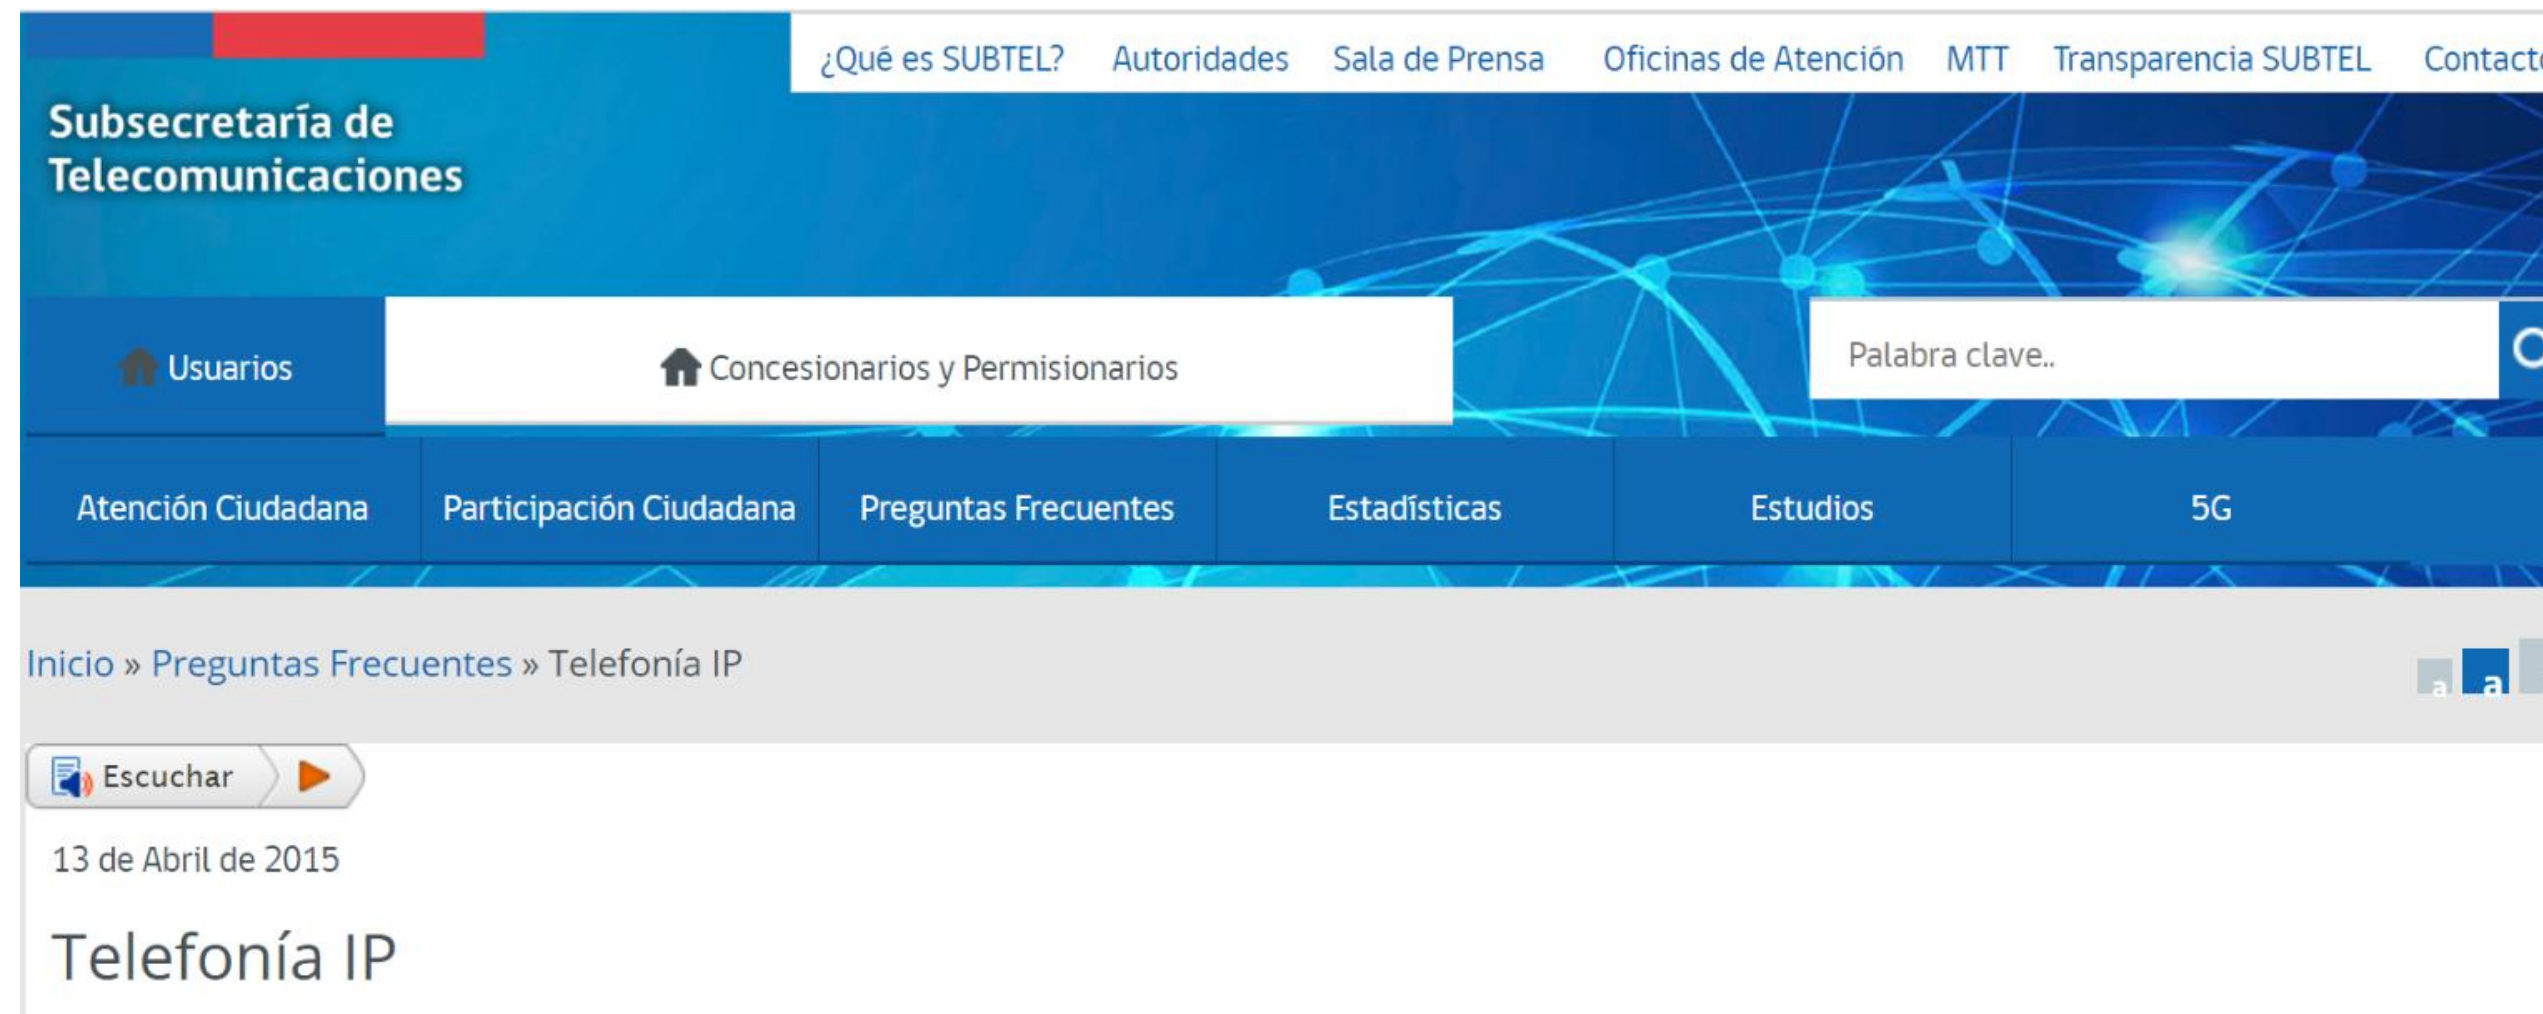 ¿Qué es SUBTEL? Autoridades Sala de Prensa Oficinas de Atención MTT Transparencia SUBTEL Contacto
Subsecretaría de
Telecomunicaciones
Usuarios Concesionarios y Permisionarios Palabra clave..
Atención Ciudadana Participación Ciudadana Preguntas Frecuentes Estadísticas Estudios 5G
Inicio » Preguntas Frecuentes » Telefonía IP
a a
Escuchar
13 de Abril de 2015
Telefonía IP